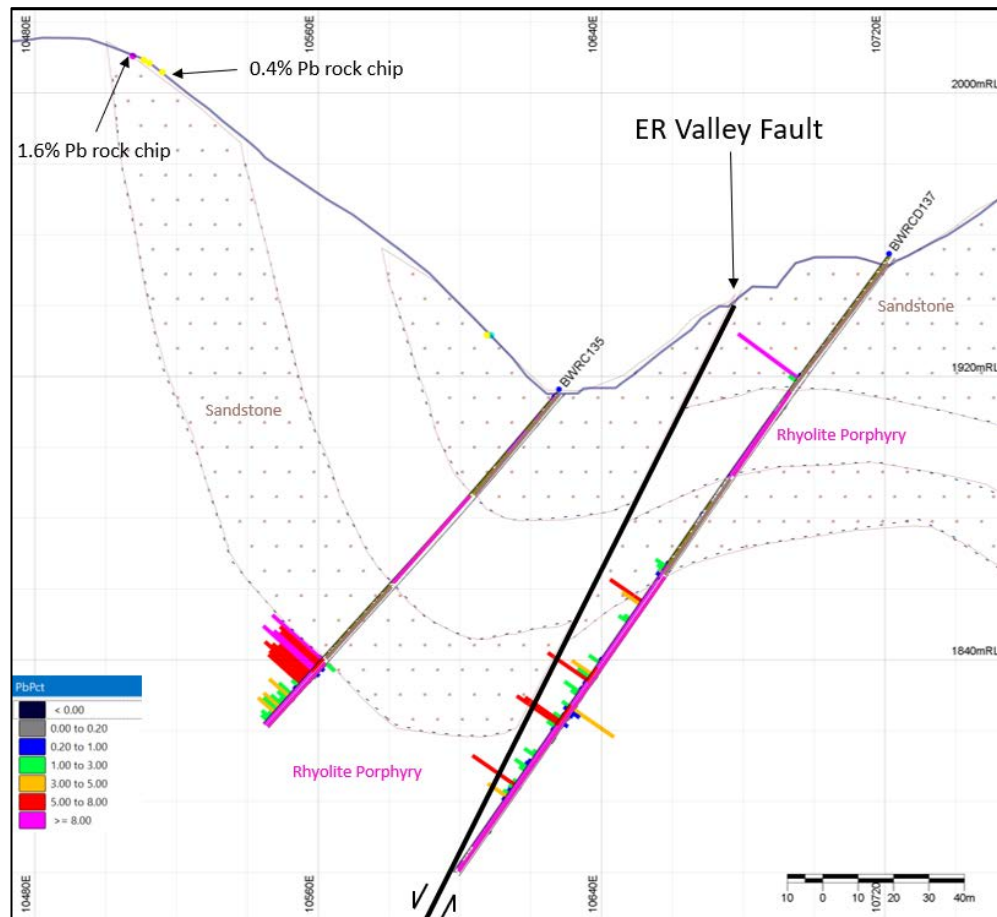 10480E
10560E
10640E
10720E
0.4% Pb rock chip
2000mRL
1.6% Pb rock chip
ER Valley Fault
BWRCD137
Sandstone
1920mRL
BWRC135
Sandstone
Rhyolite Porphyry
1840mRL
PbPct
< 0.00
0.00 to 0.20
0.20 to 1.00
1.00 to 3.00
3.00 to 5.00
5.00 to 8.00
>= 8.00
Rhyolite Porphyry
10480E
10560E
10640E
10720
10 0 10 20 30 40m